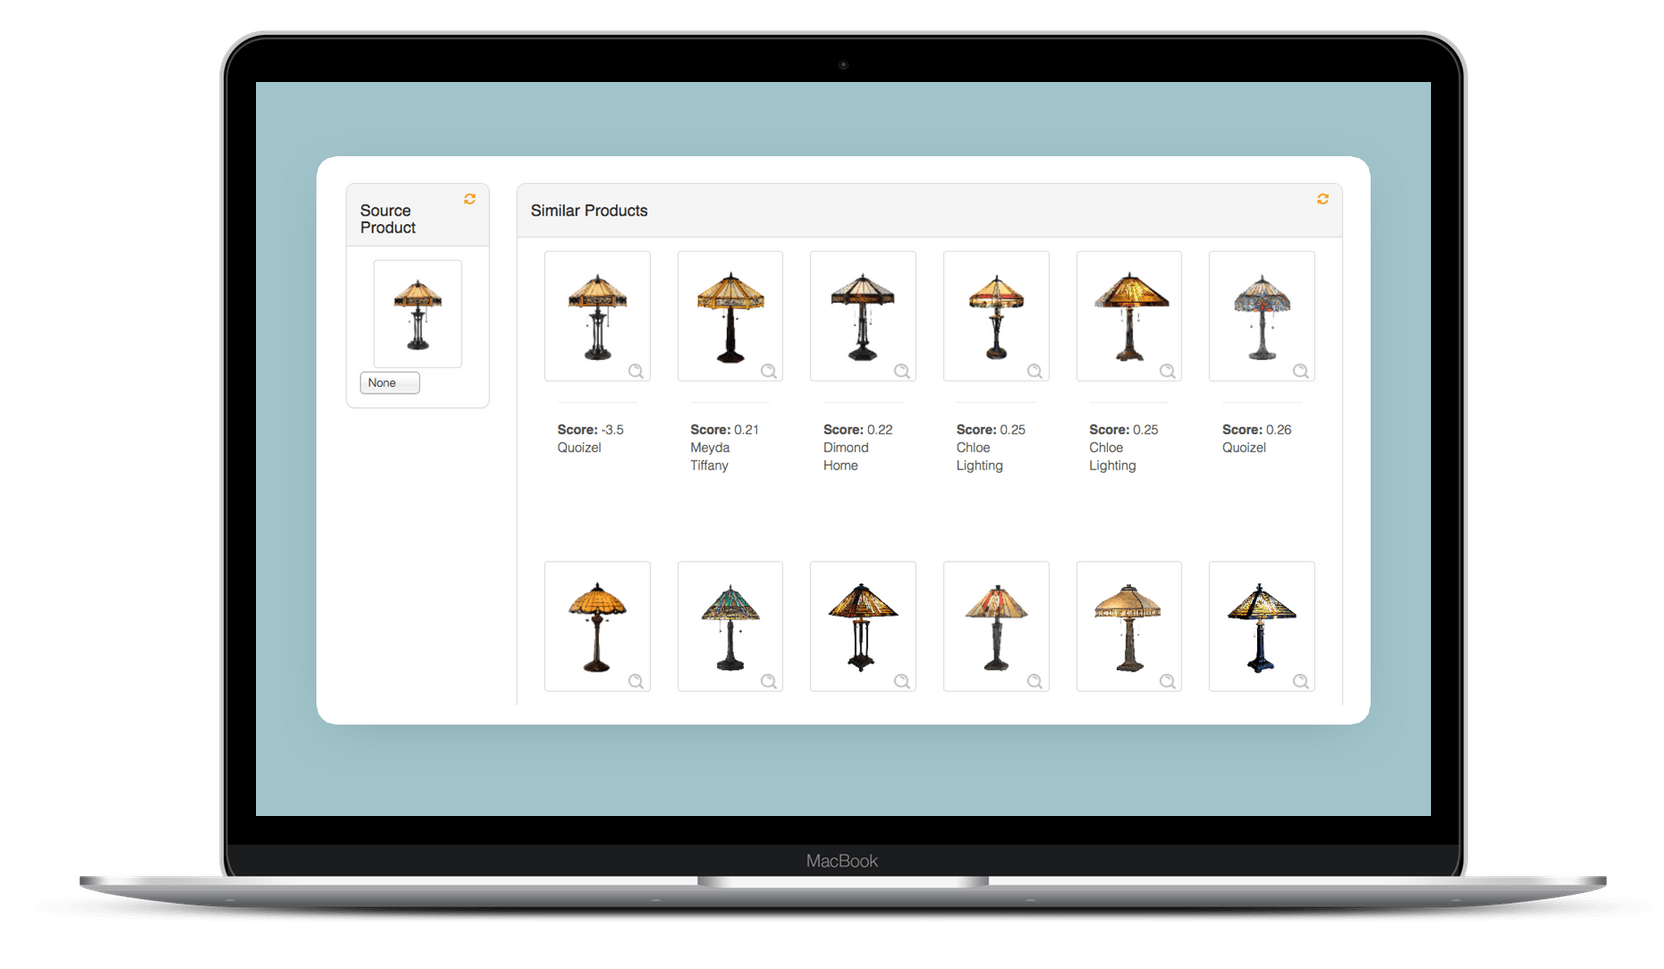 Source
Product
None
Similar Products
Score: -3.5
Quoizel
Score: 0.21
Meyda
Tiffany
Score: 0.22
Dimond
Home
Score: 0.25
Chloe
Lighting
Score: 0.25
Chloe
Lighting
Score: 0.26
Quoizel
MacBook